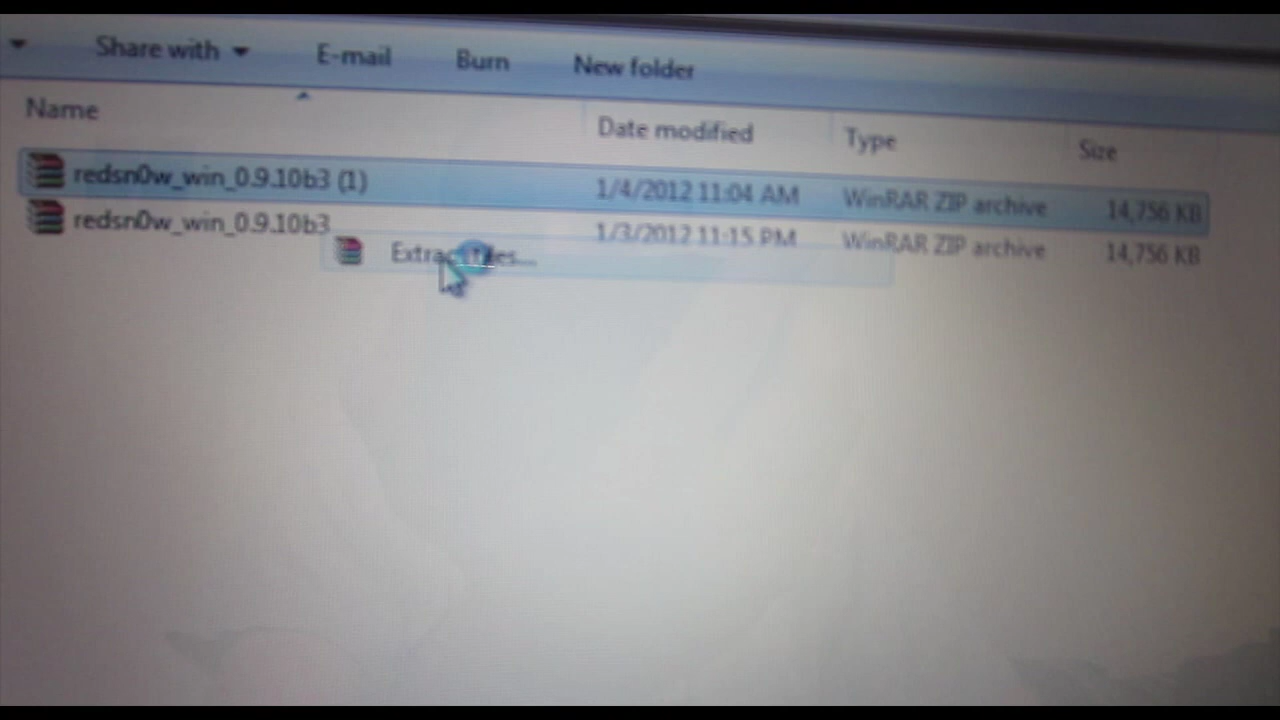 Share with E-mail Burn New folder
Name Date modified Type Size
redsn0w_win_0.9.10b3 (1) 1/4/2012 11:04 AM WinRAR ZIP archive 14,756 KB
redsn0w_win_0.9.10b3 1/3/2012 11:15 PM WinRAR ZIP archive 14,756 KB
Extract files...